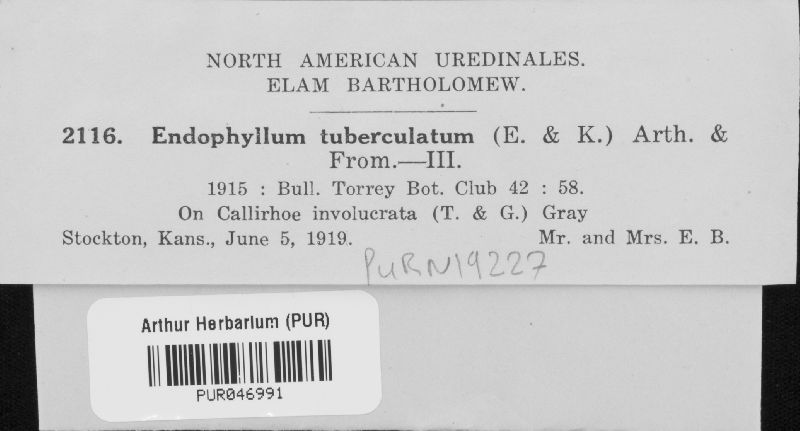 NORTH AMERICAN UREDINALES.
ELAM BARTHOLOMEW.
2116. Endophyllum tuberculatum (E. & K.) Arth. &
From.—III.
1915 : Bull. Torrey Bot. Club 42 : 58.
On Callirhoe involucrata (T. & G.) Gray
Stockton, Kans., June 5, 1919. Mr. and Mrs. E. B.
PURN19227
Arthur Herbarium (PUR)
PUR046991